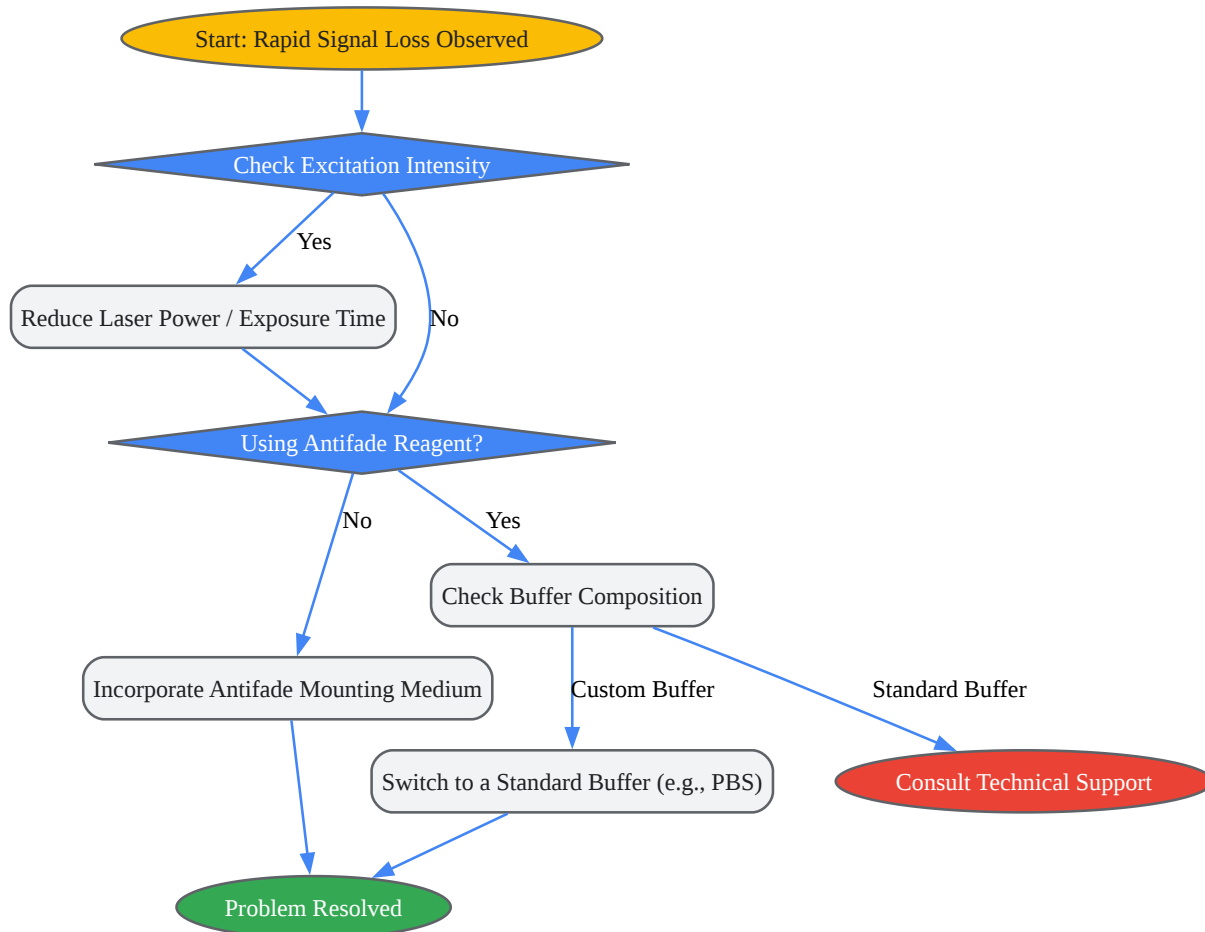 Start: Rapid Signal Loss Observed
Check Excitation Intensity
Yes
Reduce Laser Power / Exposure Time
No
Using Antifade Reagent?
No
Yes
Check Buffer Composition
Incorporate Antifade Mounting Medium
Custom Buffer
Standard Buffer
Switch to a Standard Buffer (e.g., PBS)
Consult Technical Support
Problem Resolved